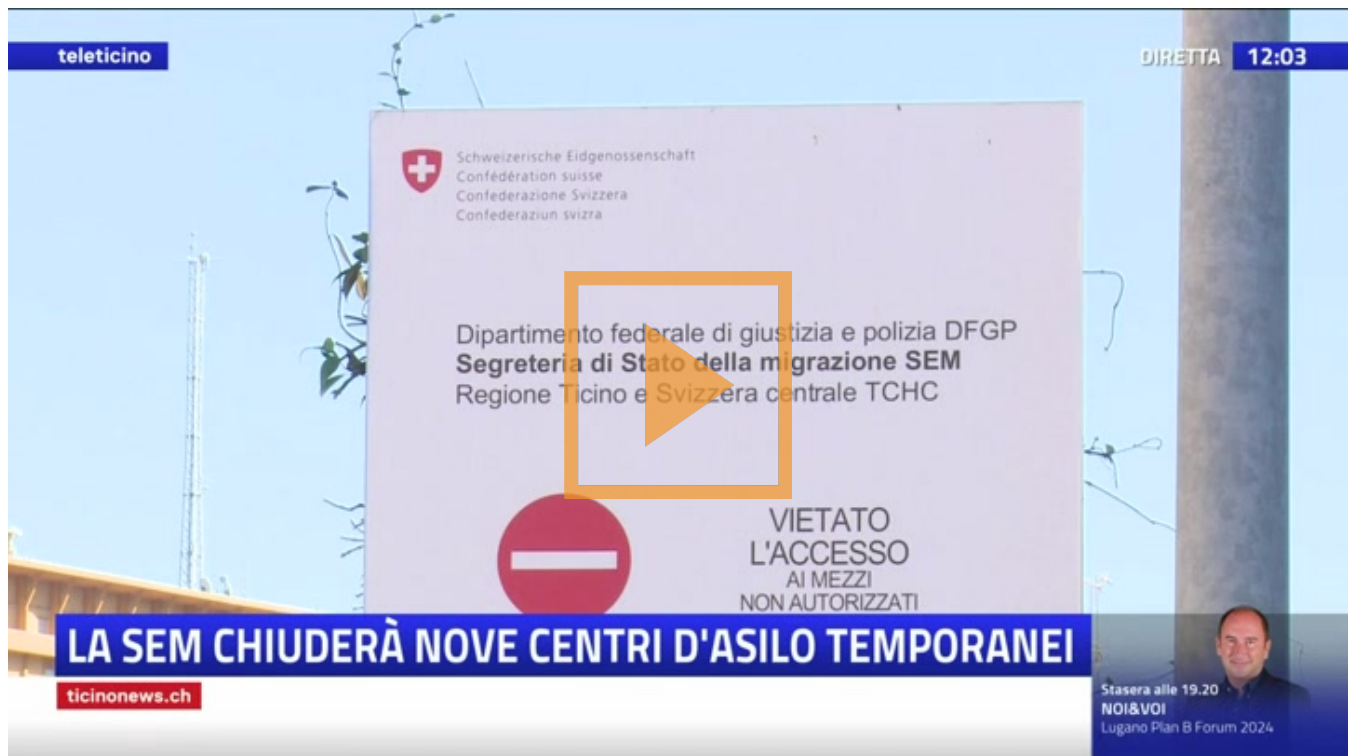 teleticino
DIRETTA 12:03
Schweizerische Eidgenossenschaft
Confédération suisse
Confederazione Svizzera
Confederaziun svizra
Dipartimento federale di giustizia e polizia DFGP
Segreteria di Stato della migrazione SEM
Regione Ticino e Svizzera centrale TCHC
VIETATO
L'ACCESSO
AI MEZZI
NON AUTORIZZATI
LA SEM CHIUDERÀ NOVE CENTRI D'ASILO TEMPORANEI
ticinonews.ch
Stasera alle 19.20
NOI&VOI
Lugano Plan B Forum 2024